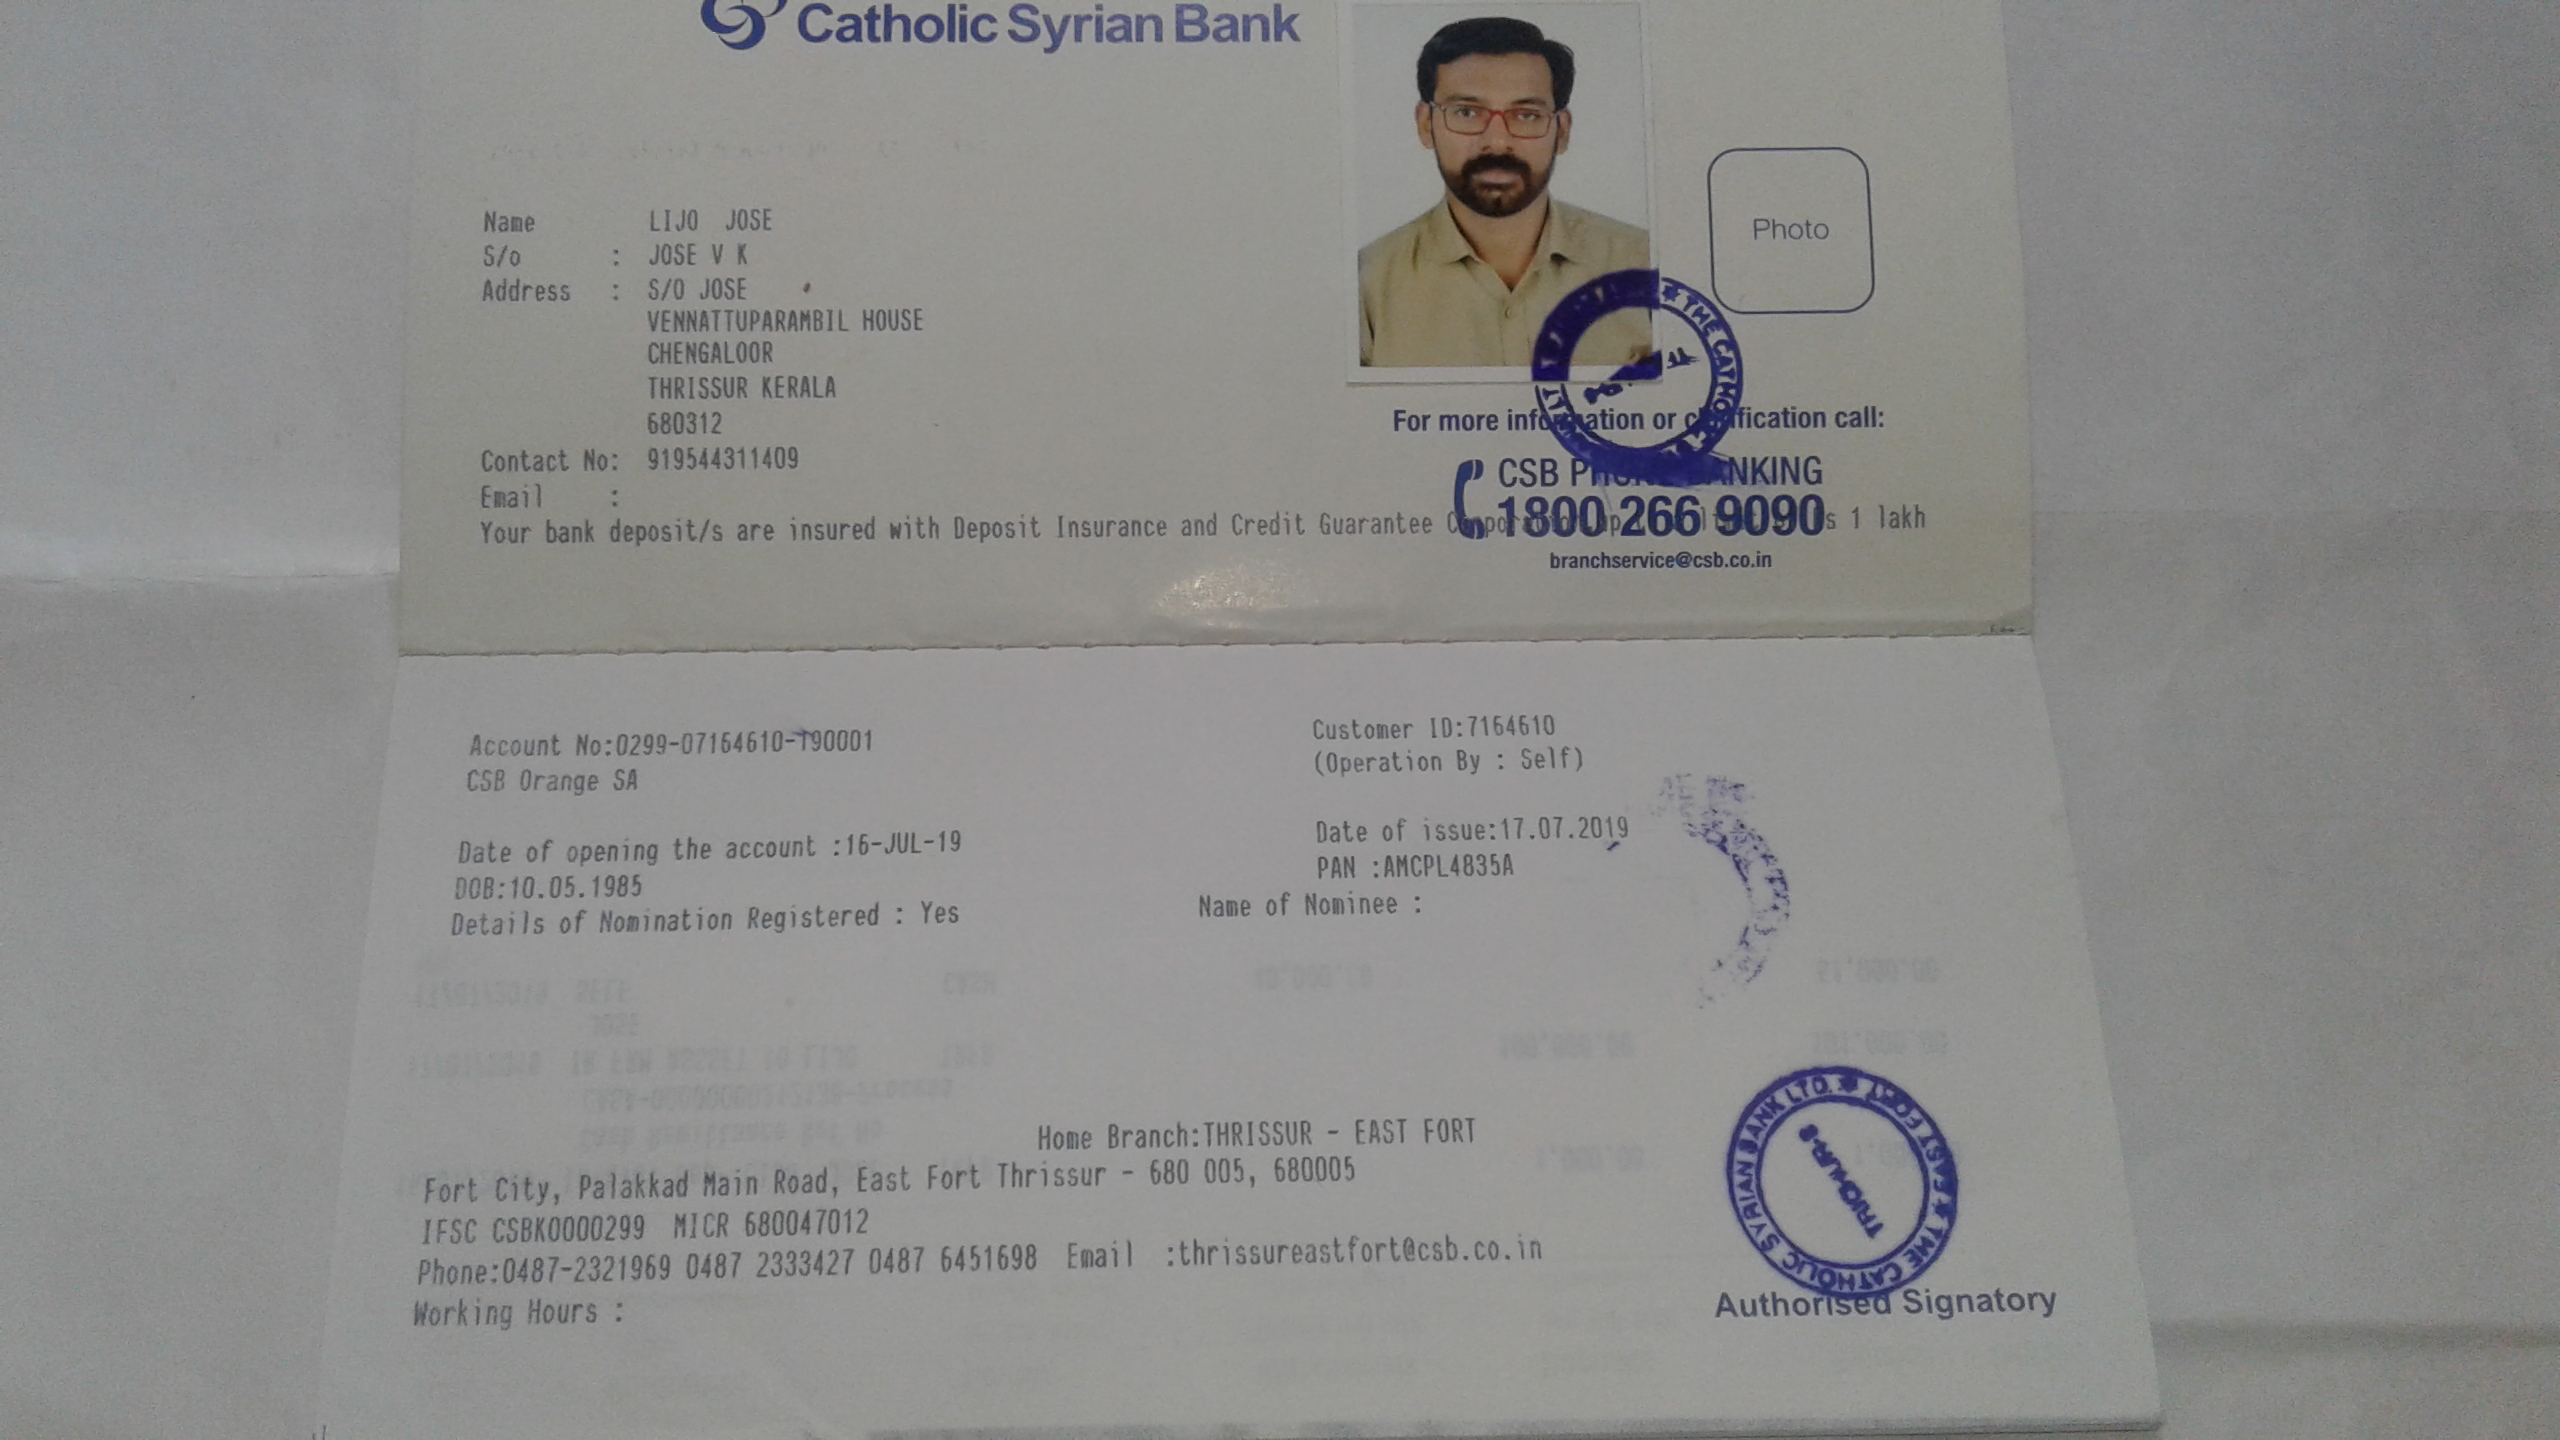 Catholic Syrian Bank
Name : LIJO JOSE
S/o : JOSE V K
Address : S/O JOSE
VENNATTUPARAMBIL HOUSE
CHENGALOOR
THRISSUR KERALA
680312
Contact No: 919544311409
Email :
Your bank deposit/s are insured with Deposit Insurance and Credit Guarantee s 1 lakh
Photo
For more information or clarification call:
CSB PHONE BANKING
1800 266 9090
branchservice@csb.co.in
THE CATHO
Account No:0299-07164610-190001 Customer ID:7164610
CSB Orange SA (Operation By : Self)
Date of opening the account :16-JUL-19 Date of issue:17.07.2019
DOB:10.05.1985 PAN :AMCPL4835A
Details of Nomination Registered : Yes Name of Nominee :
Home Branch:THRISSUR - EAST FORT
Fort City, Palakkad Main Road, East Fort Thrissur - 680 005, 680005
IFSC CSBK0000299 MICR 680047012
Phone:0487-2321969 0487 2333427 0487 6451698 Email :thrissureastfort@csb.co.in
Working Hours :
THE CATHOLIC SYRIAN BANK LTD. EAST FORT
TRICHUR-5
Authorised Signatory